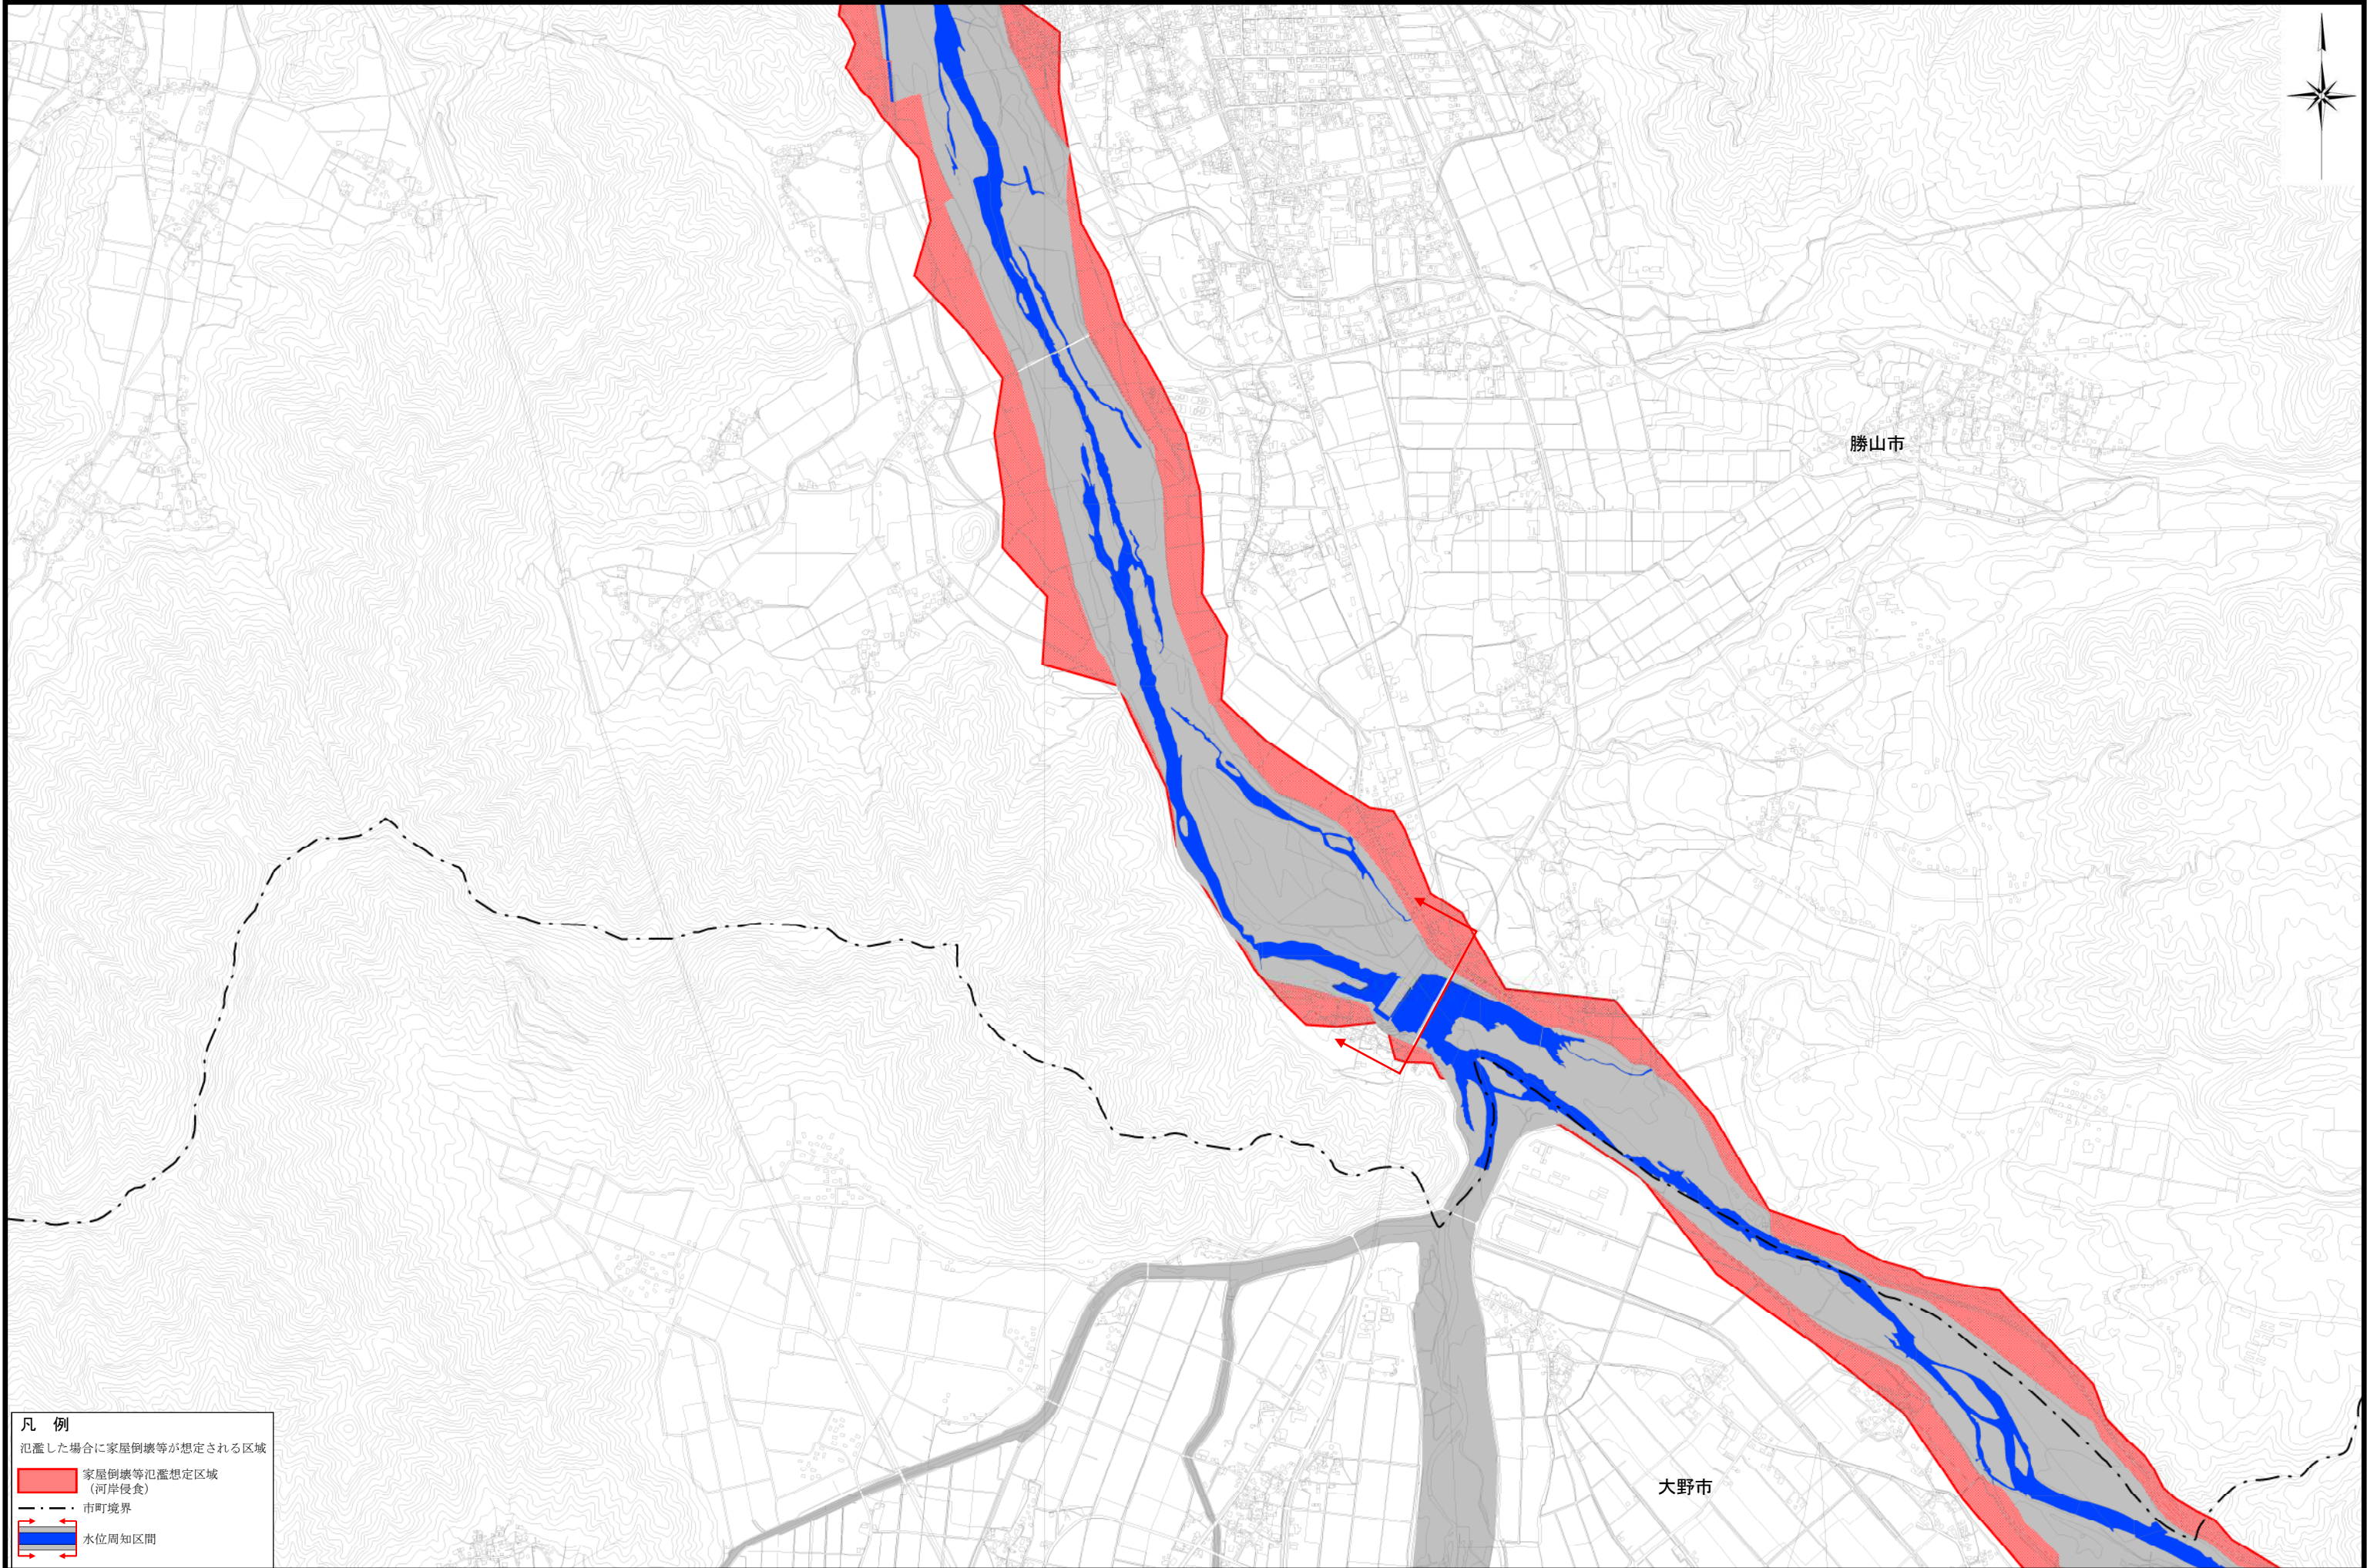 勝山市
大野市
凡 例
氾濫した場合に家屋倒壊等が想定される区域
家屋倒壊等氾濫想定区域
（河岸侵食）
市町境界
水位周知区間